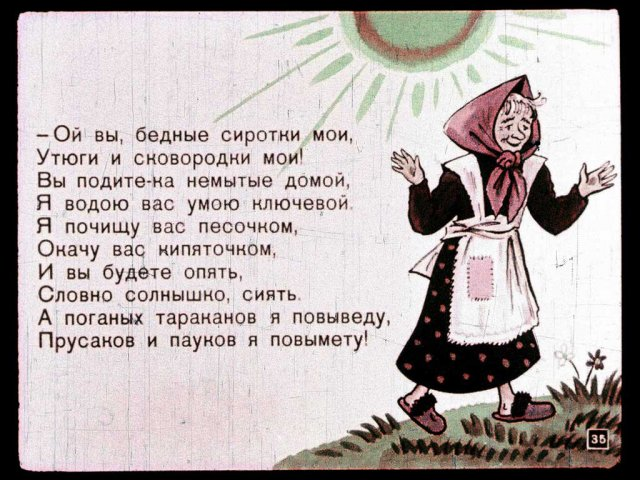 – Ой вы, бедные сиротки мои,
Утюги и сковородки мои!
Вы подите-ка немытые домой,
Я водою вас умою ключевой.
Я почищу вас песочком,
Окачу вас кипяточком,
И вы будете опять,
Словно солнышко, сиять.
А поганых тараканов я повыведу,
Прусаков и пауков я повымету!
35